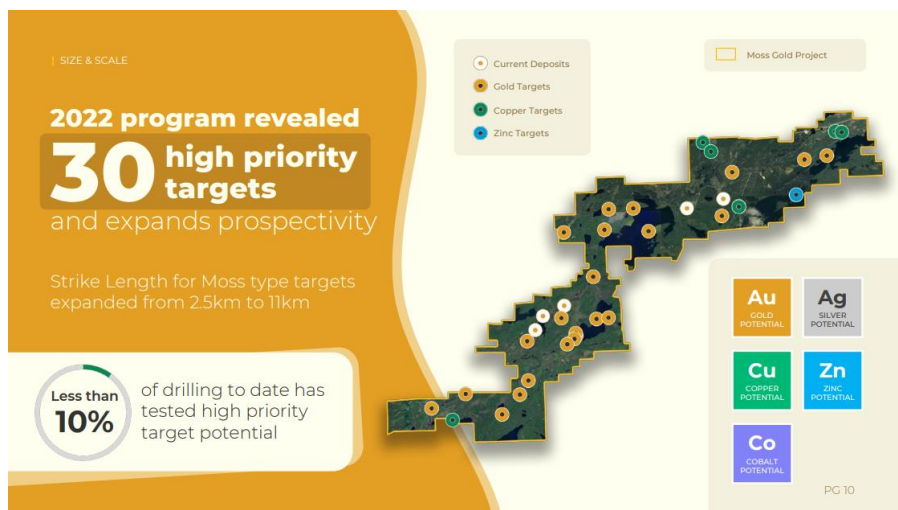 | SIZE & SCALE
2022 program revealed
30 high priority
targets
and expands prospectivity
Strike Length for Moss type targets
expanded from 2.5km to 11km
Less than
10%
of drilling to date has
tested high priority
target potential
Current Deposits
Gold Targets
Copper Targets
Zinc Targets
Moss Gold Project
Au
GOLD
POTENTIAL
Ag
SILVER
POTENTIAL
Cu
COPPER
POTENTIAL
Zn
ZINC
POTENTIAL
Co
COBALT
POTENTIAL
PG 10